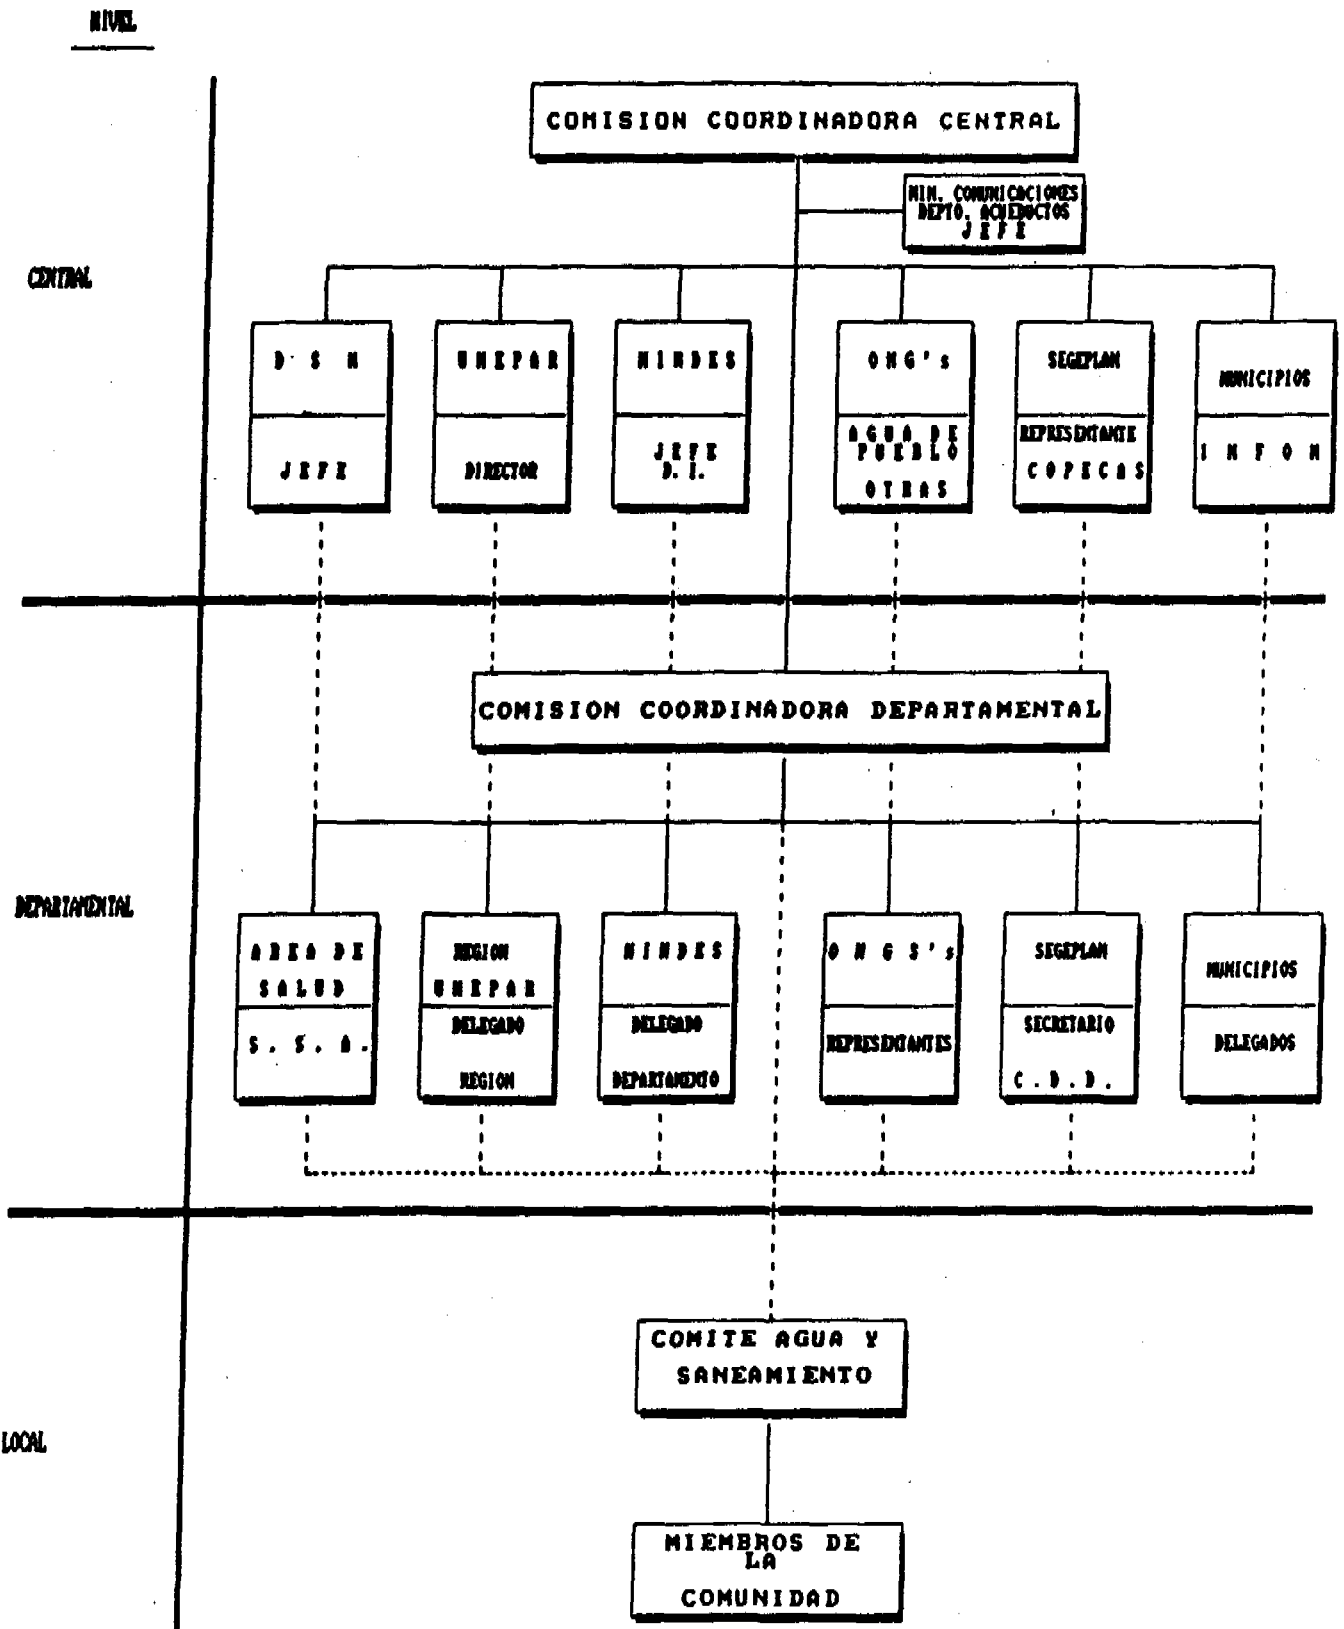 NIVEL
COMISION COORDINADORA CENTRAL
MIN. COMUNICACIONES
DEPTO. ACUEDUCTOS
JEFE
CENTRAL
D S M
JEFE
UNEPAR
DIRECTOR
MINDES
JEFE
D.I.
ONG's
AGUA DE
PUEBLO
OTRAS
SEGEPLAN
REPRESENTANTE
COPECAS
MUNICIPIOS
INFOM
COMISION COORDINADORA DEPARTAMENTAL
DEPARTAMENTAL
AREA DE
SALUD
S. S. A.
REGION
UNEPAR
DELEGADO
REGION
MINDES
DELEGADO
DEPARTAMENTO
ONGS's
REPRESENTANTES
SEGEPLAN
SECRETARIO
C.D.D.
MUNICIPIOS
DELEGADOS
LOCAL
COMITE AGUA Y
SANEAMIENTO
MIEMBROS DE
LA
COMUNIDAD